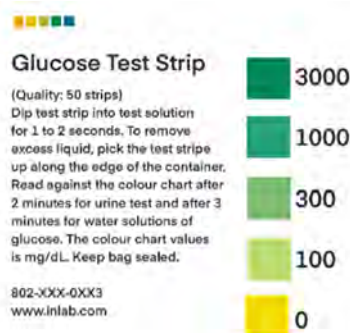 Glucose Test Strip
(Quality: 50 strips)
Dip test strip into test solution
for 1 to 2 seconds. To remove
excess liquid, pick the test stripe
up along the edge of the container.
Read against the colour chart after
2 minutes for urine test and after 3
minutes for water solutions of
glucose. The colour chart values
is mg/dL. Keep bag sealed.
802-XXX-0XX3
www.inlab.com
3000
1000
300
100
0